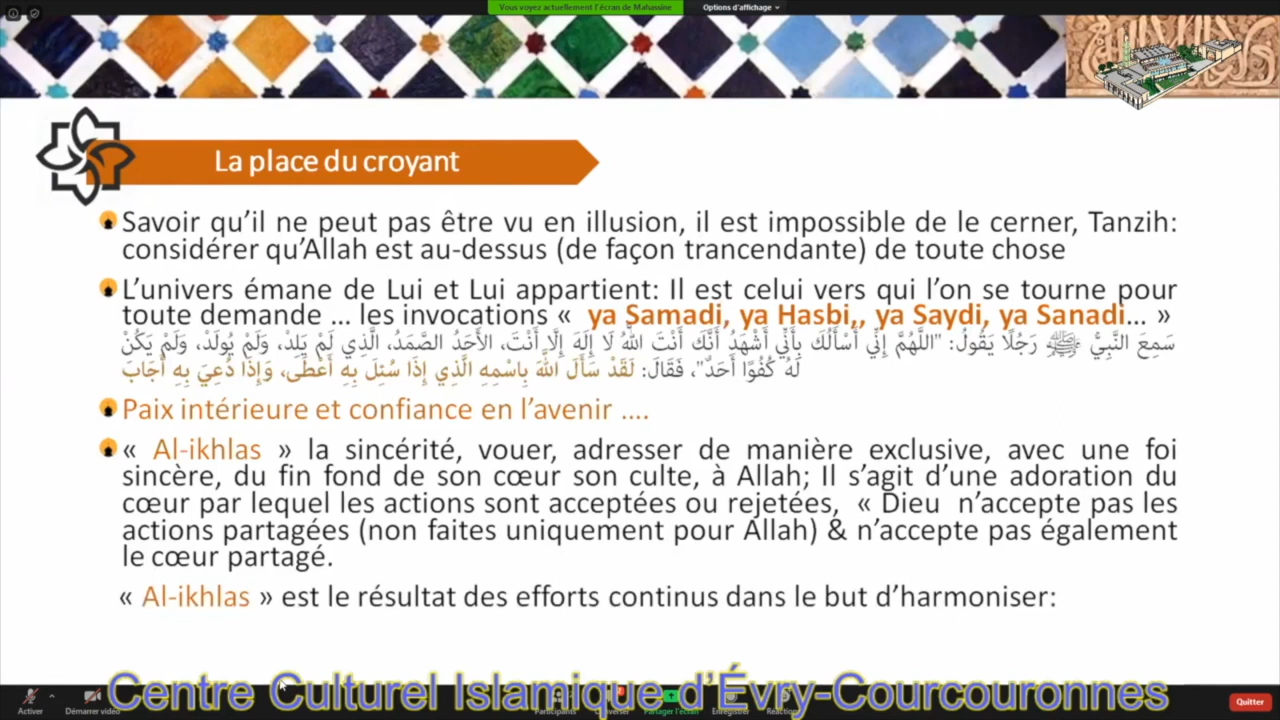 Vous voyez actuellement l'écran de Mahassine
Options d'affichage
La place du croyant
Savoir qu'il ne peut pas être vu en illusion, il est impossible de le cerner, Tanzih:
considérer qu'Allah est au-dessus (de façon trancendante) de toute chose
L'univers émane de Lui et Lui appartient: Il est celui vers qui l'on se tourne pour
toute demande … les invocations « ya Samadi, ya Hasbi,, ya Saydi, ya Sanadi… »
سَمِعَ النَّبِيُّ ﷺ رَجُلًا يَقُولُ: "اللَّهُمَّ إِنِّي أَسْأَلُكَ بِأَنِّي أَشْهَدُ أَنَّكَ أَنْتَ اللهُ لَا إِلَهَ إِلَّا أَنْتَ، الأَحَدُ الصَّمَدُ، الَّذِي لَمْ يَلِدْ، وَلَمْ يُولَدْ، وَلَمْ يَكُنْ
لَهُ كُفُوًا أَحَدٌ"، فَقَالَ: لَقَدْ سَأَلَ اللَّهَ بِاسْمِهِ الَّذِي إِذَا سُئِلَ بِهِ أَعْطَى، وَإِذَا دُعِيَ بِهِ أَجَابَ
Paix intérieure et confiance en l'avenir ….
« Al-ikhlas » la sincérité, vouer, adresser de manière exclusive, avec une foi
sincère, du fin fond de son cœur son culte, à Allah; Il s'agit d'une adoration du
cœur par lequel les actions sont acceptées ou rejetées, « Dieu n'accepte pas les
actions partagées (non faites uniquement pour Allah) & n'accepte pas également
le cœur partagé.
« Al-ikhlas » est le résultat des efforts continus dans le but d'harmoniser:
Centre Culturel Islamique d'Évry-Courcouronnes
Activer
Démarrer vidéo
Participants
Converser
Partager l'écran
Enregistrer
Réactions
Quitter